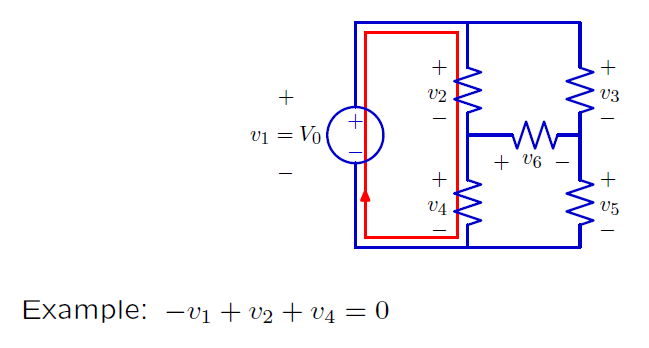 + + +
v₂ v₃
+ − −
v₁ = V₀ +
−
+ v₆ −
− + +
v₄ v₅
− −
Example: −v₁ + v₂ + v₄ = 0